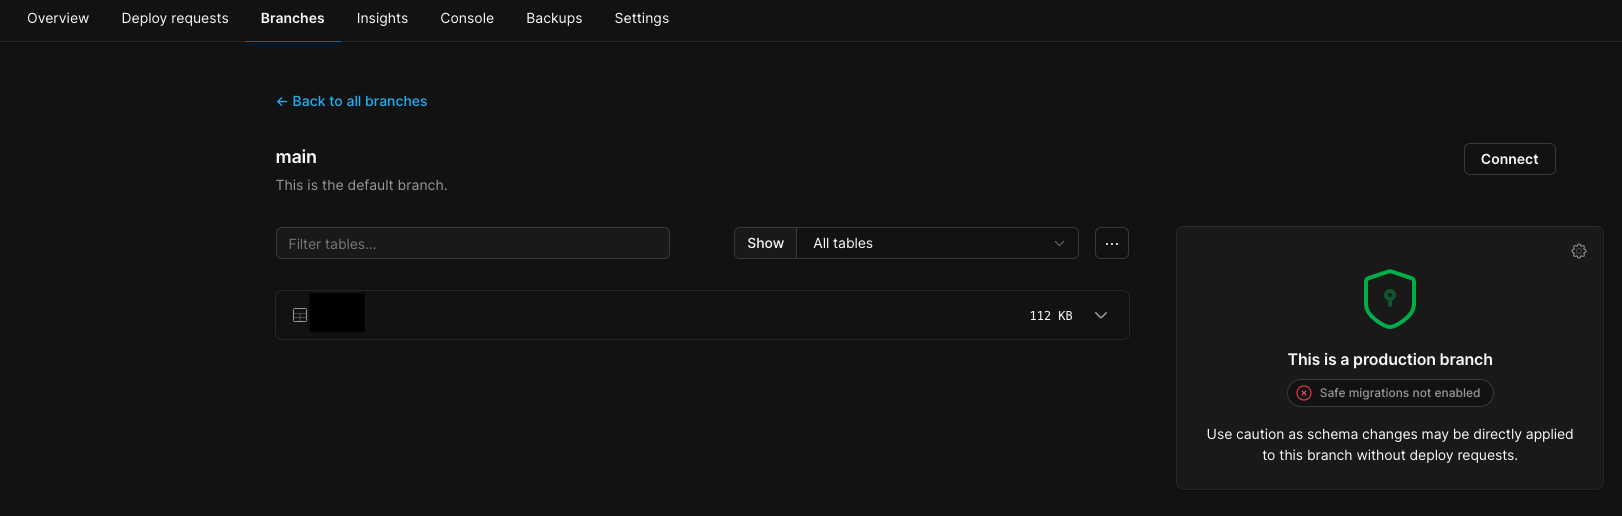 Overview Deploy requests Branches Insights Console Backups Settings
← Back to all branches
main
This is the default branch.
Connect
Filter tables...
Show All tables ...
112 KB
This is a production branch
Safe migrations not enabled
Use caution as schema changes may be directly applied
to this branch without deploy requests.